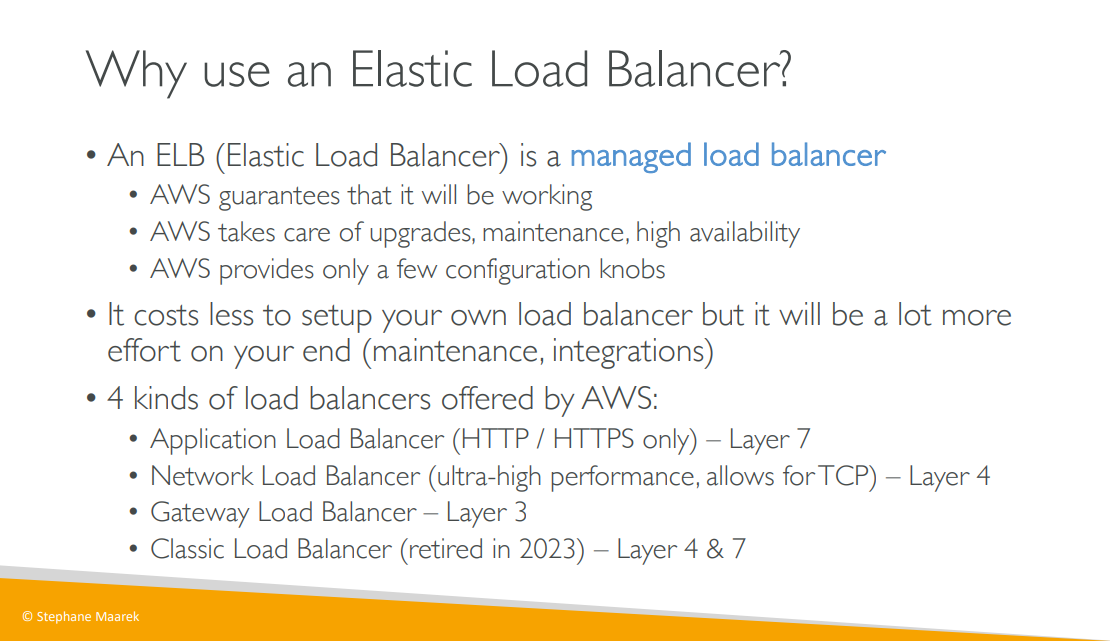 Why use an Elastic Load Balancer?
• An ELB (Elastic Load Balancer) is a managed load balancer
• AWS guarantees that it will be working
• AWS takes care of upgrades, maintenance, high availability
• AWS provides only a few configuration knobs
• It costs less to setup your own load balancer but it will be a lot more
effort on your end (maintenance, integrations)
• 4 kinds of load balancers offered by AWS:
• Application Load Balancer (HTTP / HTTPS only) – Layer 7
• Network Load Balancer (ultra-high performance, allows for TCP) – Layer 4
• Gateway Load Balancer – Layer 3
• Classic Load Balancer (retired in 2023) – Layer 4 & 7
© Stephane Maarek